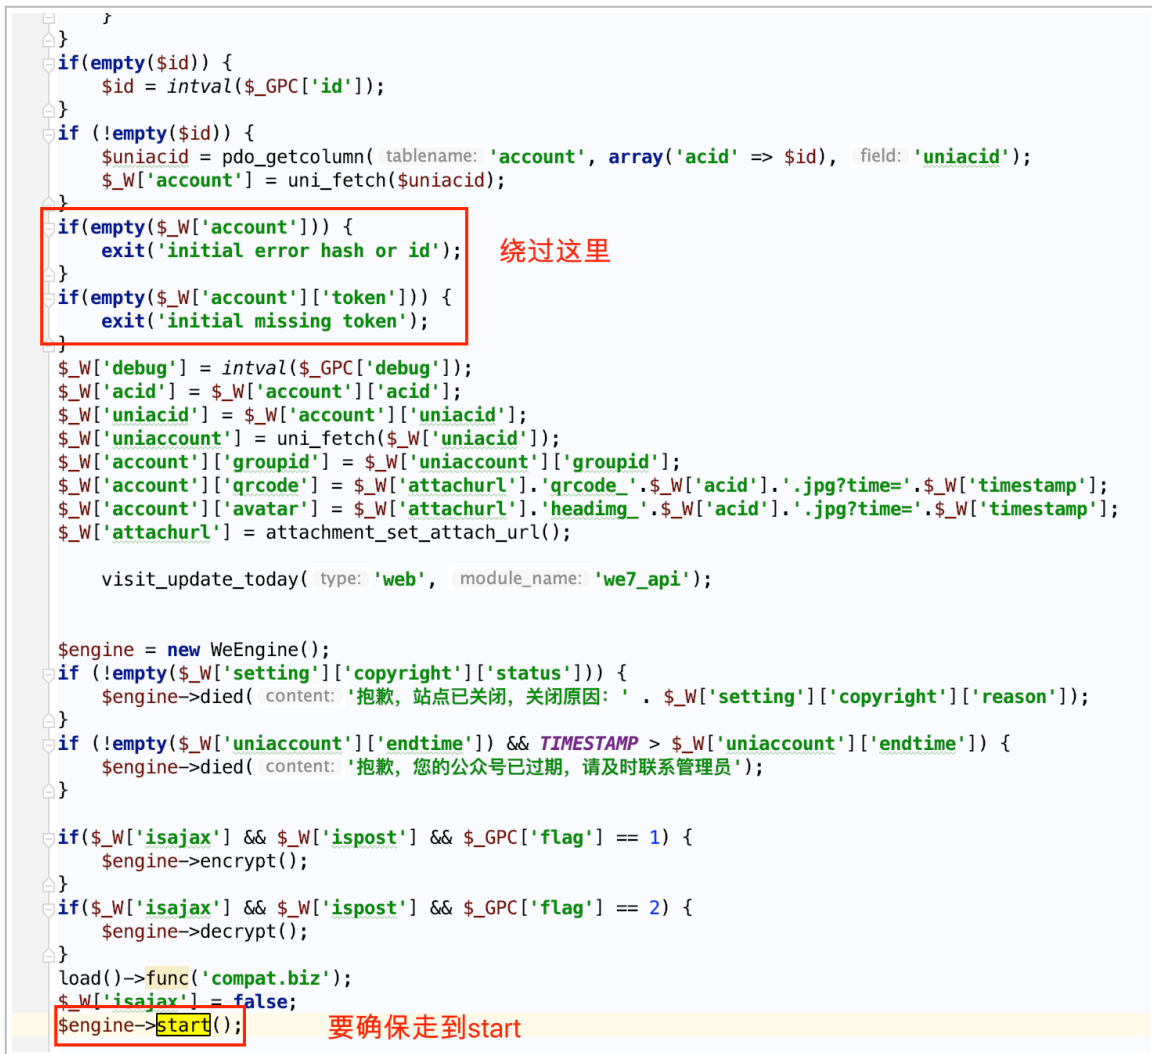 }
}
if(empty($id)) {
$id = intval($_GPC['id']);
}
if (!empty($id)) {
$uniacid = pdo_getcolumn( tablename: 'account', array('acid' => $id), field: 'uniacid');
$_W['account'] = uni_fetch($uniacid);
}
if(empty($_W['account'])) {
exit('initial error hash or id');
绕过这里
}
if(empty($_W['account']['token'])) {
exit('initial missing token');
}
$_W['debug'] = intval($_GPC['debug']);
$_W['acid'] = $_W['account']['acid'];
$_W['uniacid'] = $_W['account']['uniacid'];
$_W['uniaccount'] = uni_fetch($_W['uniacid']);
$_W['account']['groupid'] = $_W['uniaccount']['groupid'];
$_W['account']['qrcode'] = $_W['attachurl'].'qrcode_'.$_W['acid'].'.jpg?time='.$_W['timestamp'];
$_W['account']['avatar'] = $_W['attachurl'].'headimg_'.$_W['acid'].'.jpg?time='.$_W['timestamp'];
$_W['attachurl'] = attachment_set_attach_url();
visit_update_today( type: 'web', module_name: 'we7_api');
$engine = new WeEngine();
if (!empty($_W['setting']['copyright']['status'])) {
$engine->died( content: '抱歉，站点已关闭，关闭原因：' . $_W['setting']['copyright']['reason']);
}
if (!empty($_W['uniaccount']['endtime']) && TIMESTAMP > $_W['uniaccount']['endtime']) {
$engine->died( content: '抱歉，您的公众号已过期，请及时联系管理员');
}
if($_W['isajax'] && $_W['ispost'] && $_GPC['flag'] == 1) {
$engine->encrypt();
}
if($_W['isajax'] && $_W['ispost'] && $_GPC['flag'] == 2) {
$engine->decrypt();
}
load()->func('compat.biz');
$_W['isajax'] = false;
$engine->start(); 要确保走到start